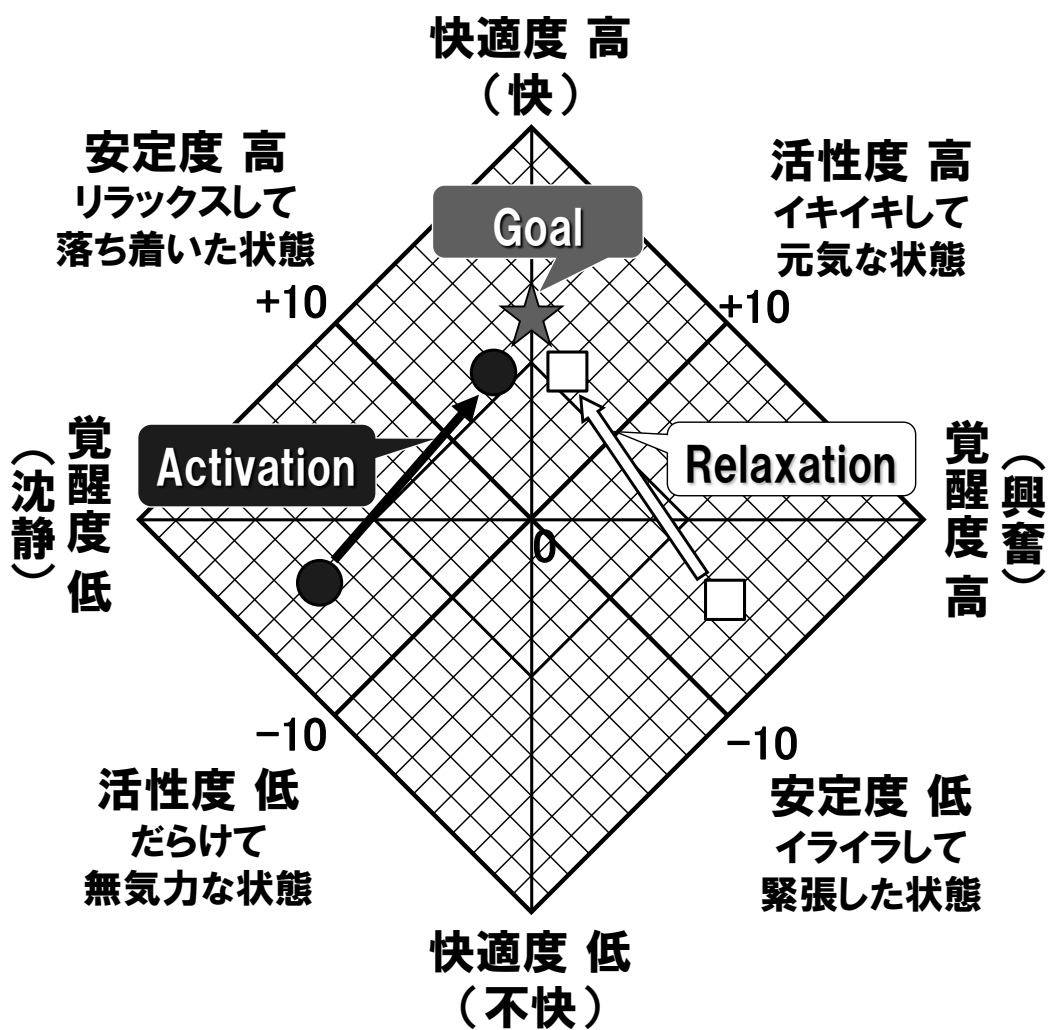 快適度 高
（快）
安定度 高
リラックスして
落ち着いた状態
活性度 高
イキイキして
元気な状態
Goal
+10
+10
覚醒度 低
（沈静）
Activation
Relaxation
覚醒度 高
（興奮）
0
-10
-10
活性度 低
だらけて
無気力な状態
安定度 低
イライラして
緊張した状態
快適度 低
（不快）